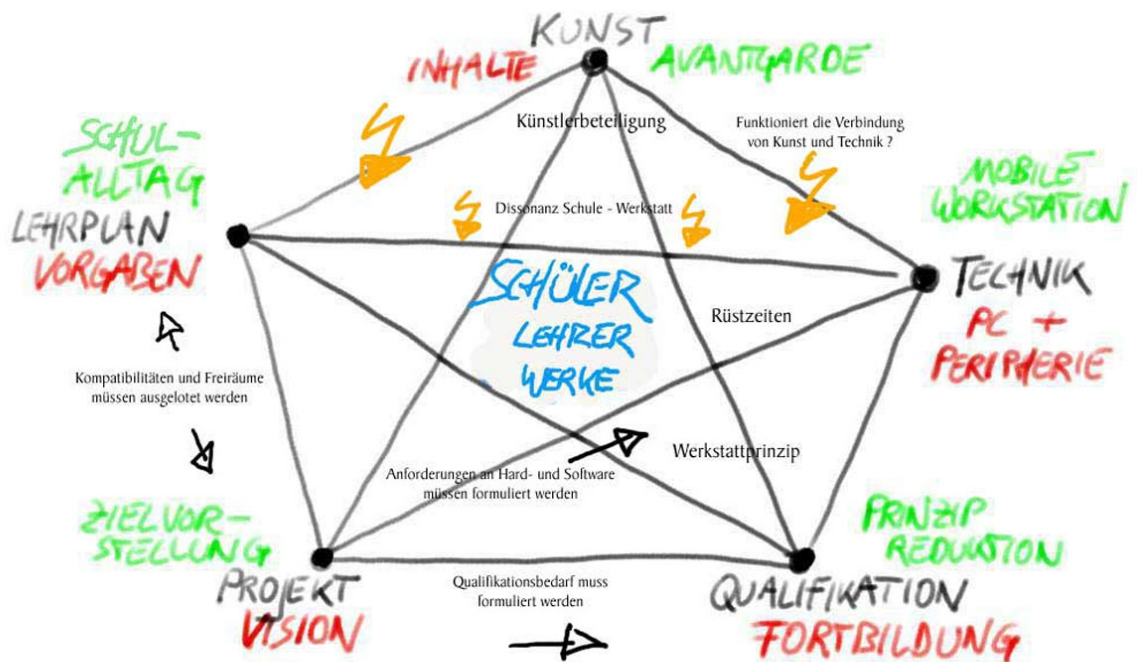 KUNST
INHALTE
AVANTGARDE
Künstlerbeteiligung
Funktioniert die Verbindung
von Kunst und Technik ?
SCHUL-
ALLTAG
LEHRPLAN
VORGABEN
MOBILE
WORKSTATION
TECHNIK
PC +
PERIPHERIE
Dissonanz Schule - Werkstatt
SCHÜLER
LEHRER
WERKE
Rüstzeiten
Kompatibilitäten und Freiräume
müssen ausgelotet werden
Werkstattprinzip
Anforderungen an Hard- und Software
müssen formuliert werden
ZIELVOR-
STELLUNG
PROJEKT
VISION
Qualifikationsbedarf muss
formuliert werden
PRINZIP
REDUKTION
QUALIFIKATION
FORTBILDUNG